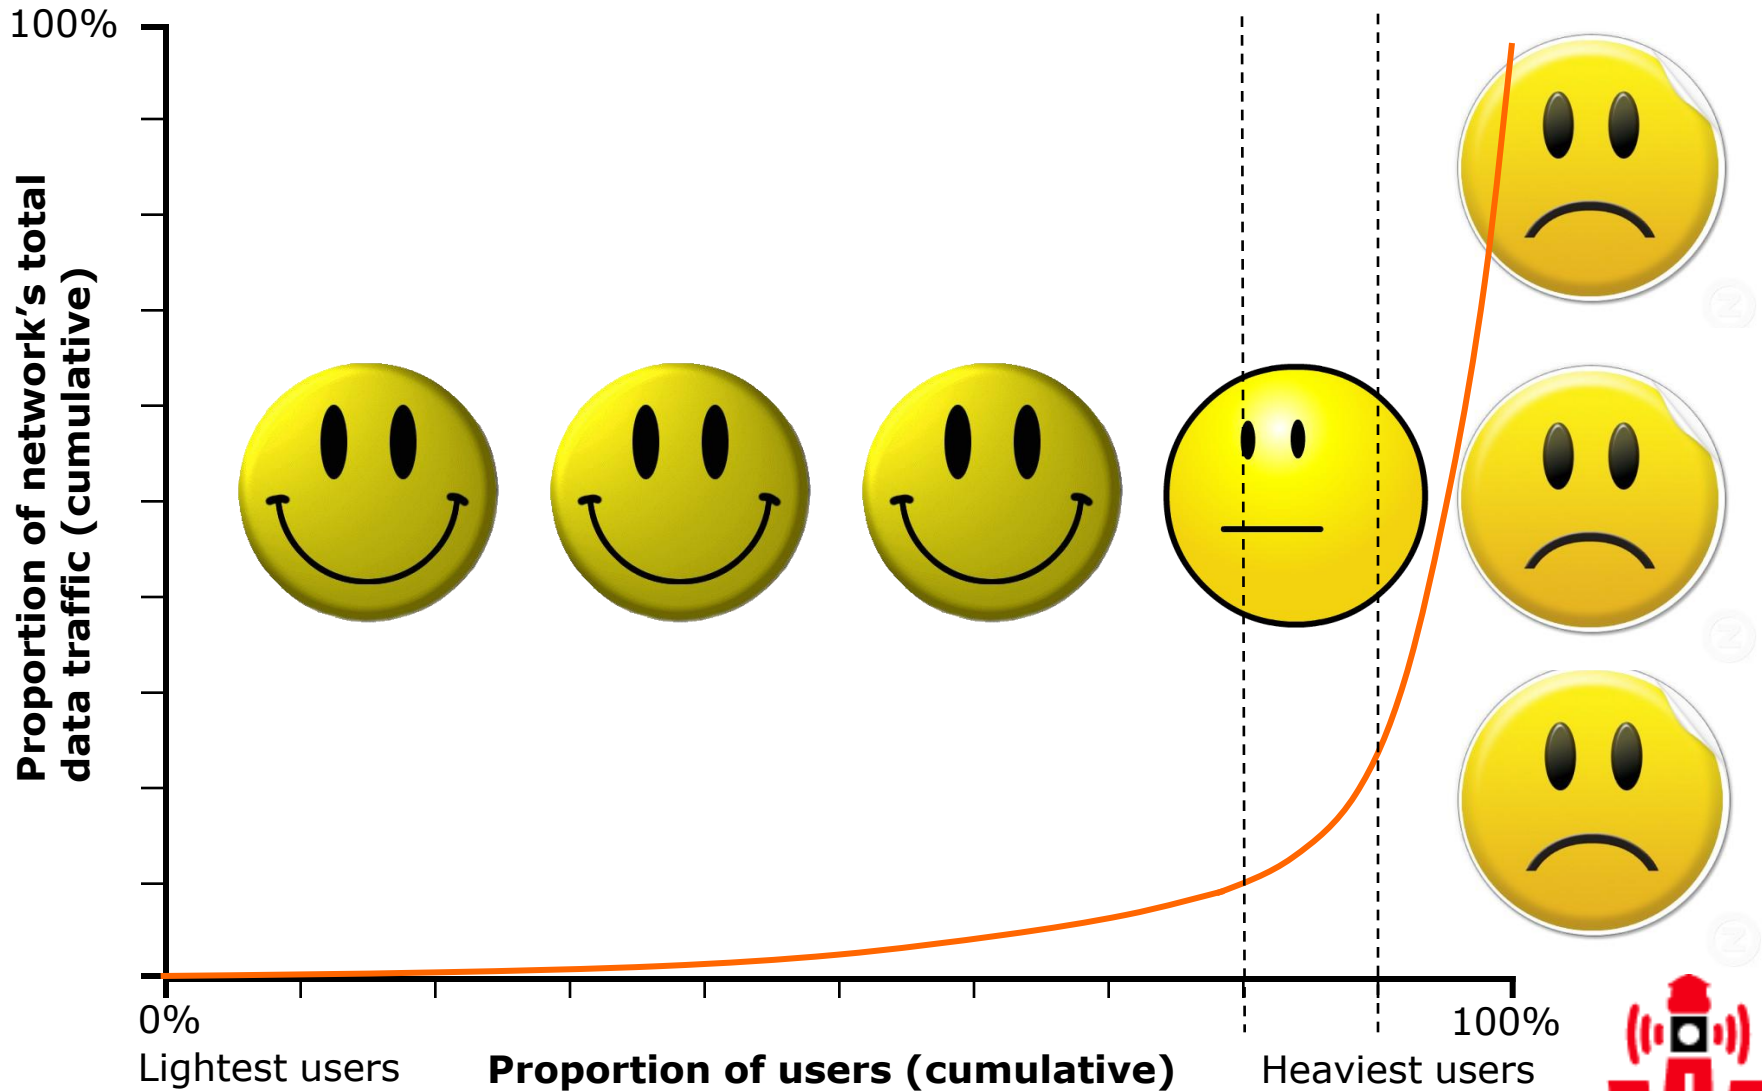 100%
Proportion of network’s total
data traffic (cumulative)
0%
100%
Lightest users
Proportion of users (cumulative)
Heaviest users